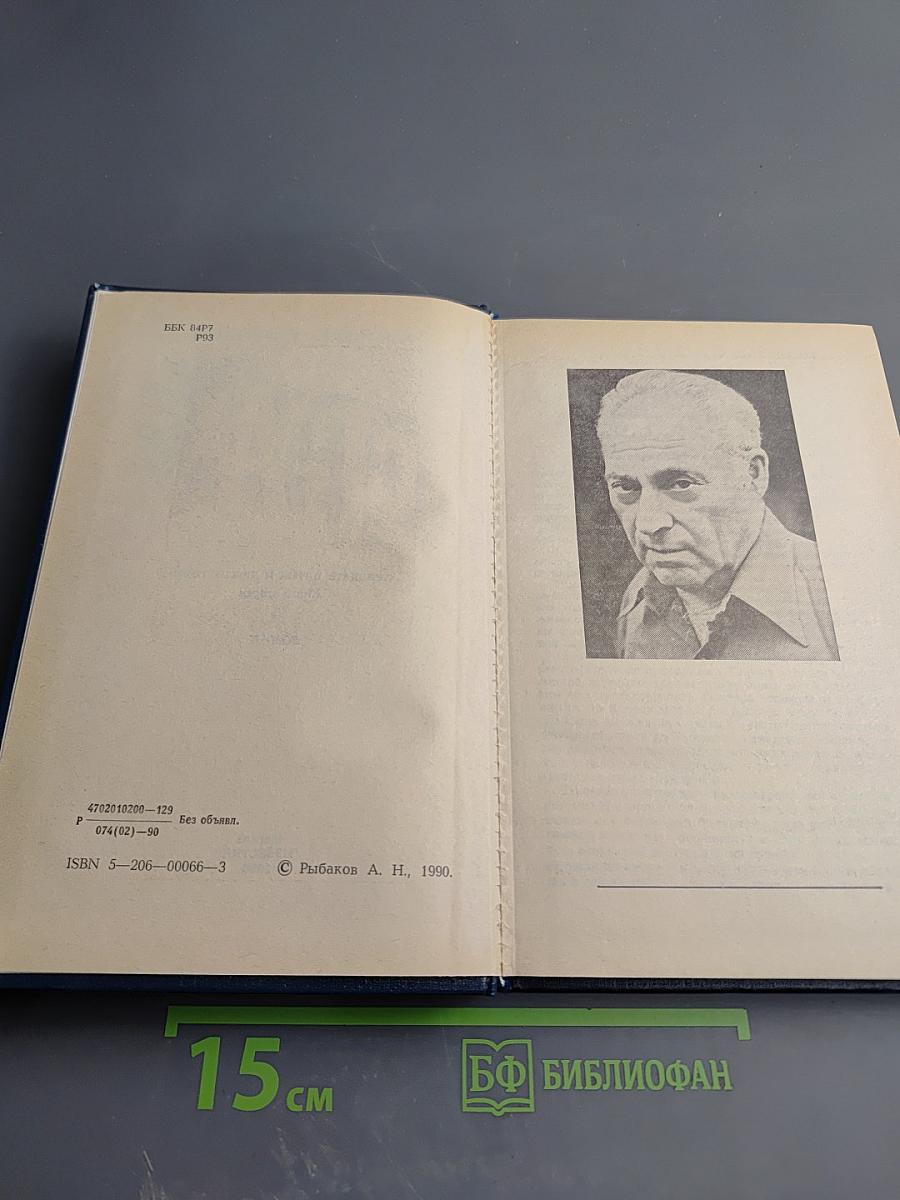 ББК 84Р7
Р93
4702010200—129
Р
074(02)—90
Без объявл.
ISBN 5—206—00066—3
© Рыбаков А. Н., 1990.
15 см
БФ БИБЛИОФАН